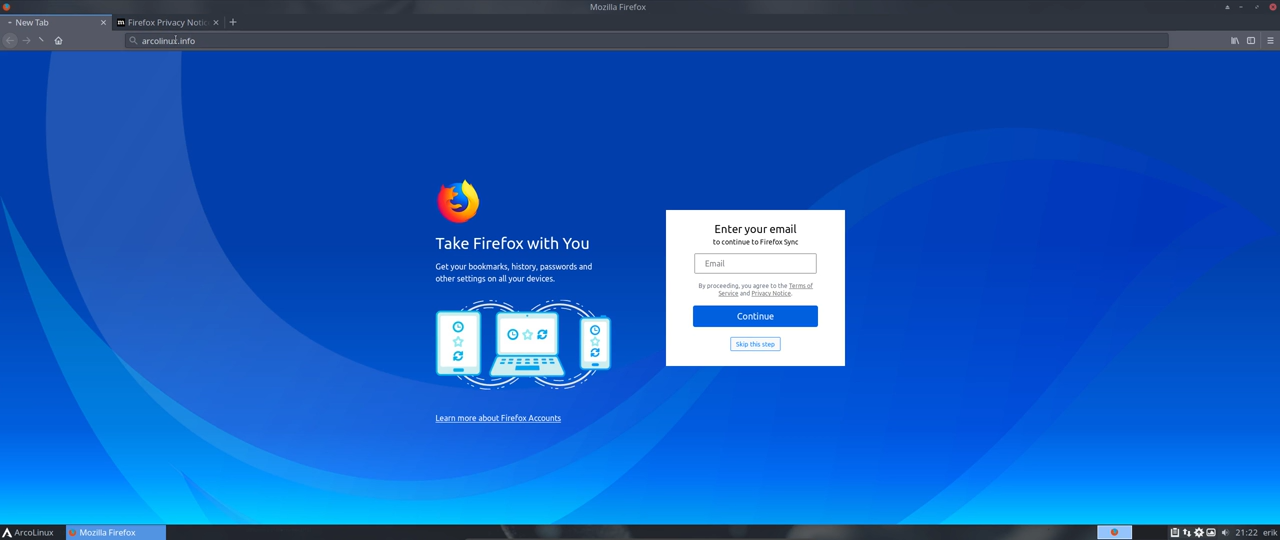 Mozilla Firefox
New Tab
Firefox Privacy Notic
arcolinux.info
Take Firefox with You
Get your bookmarks, history, passwords and
other settings on all your devices.
Learn more about Firefox Accounts
Enter your email
to continue to Firefox Sync
Email
By proceeding, you agree to the Terms of
Service and Privacy Notice.
Continue
Skip this step
ArcoLinux
Mozilla Firefox
21:22
erik